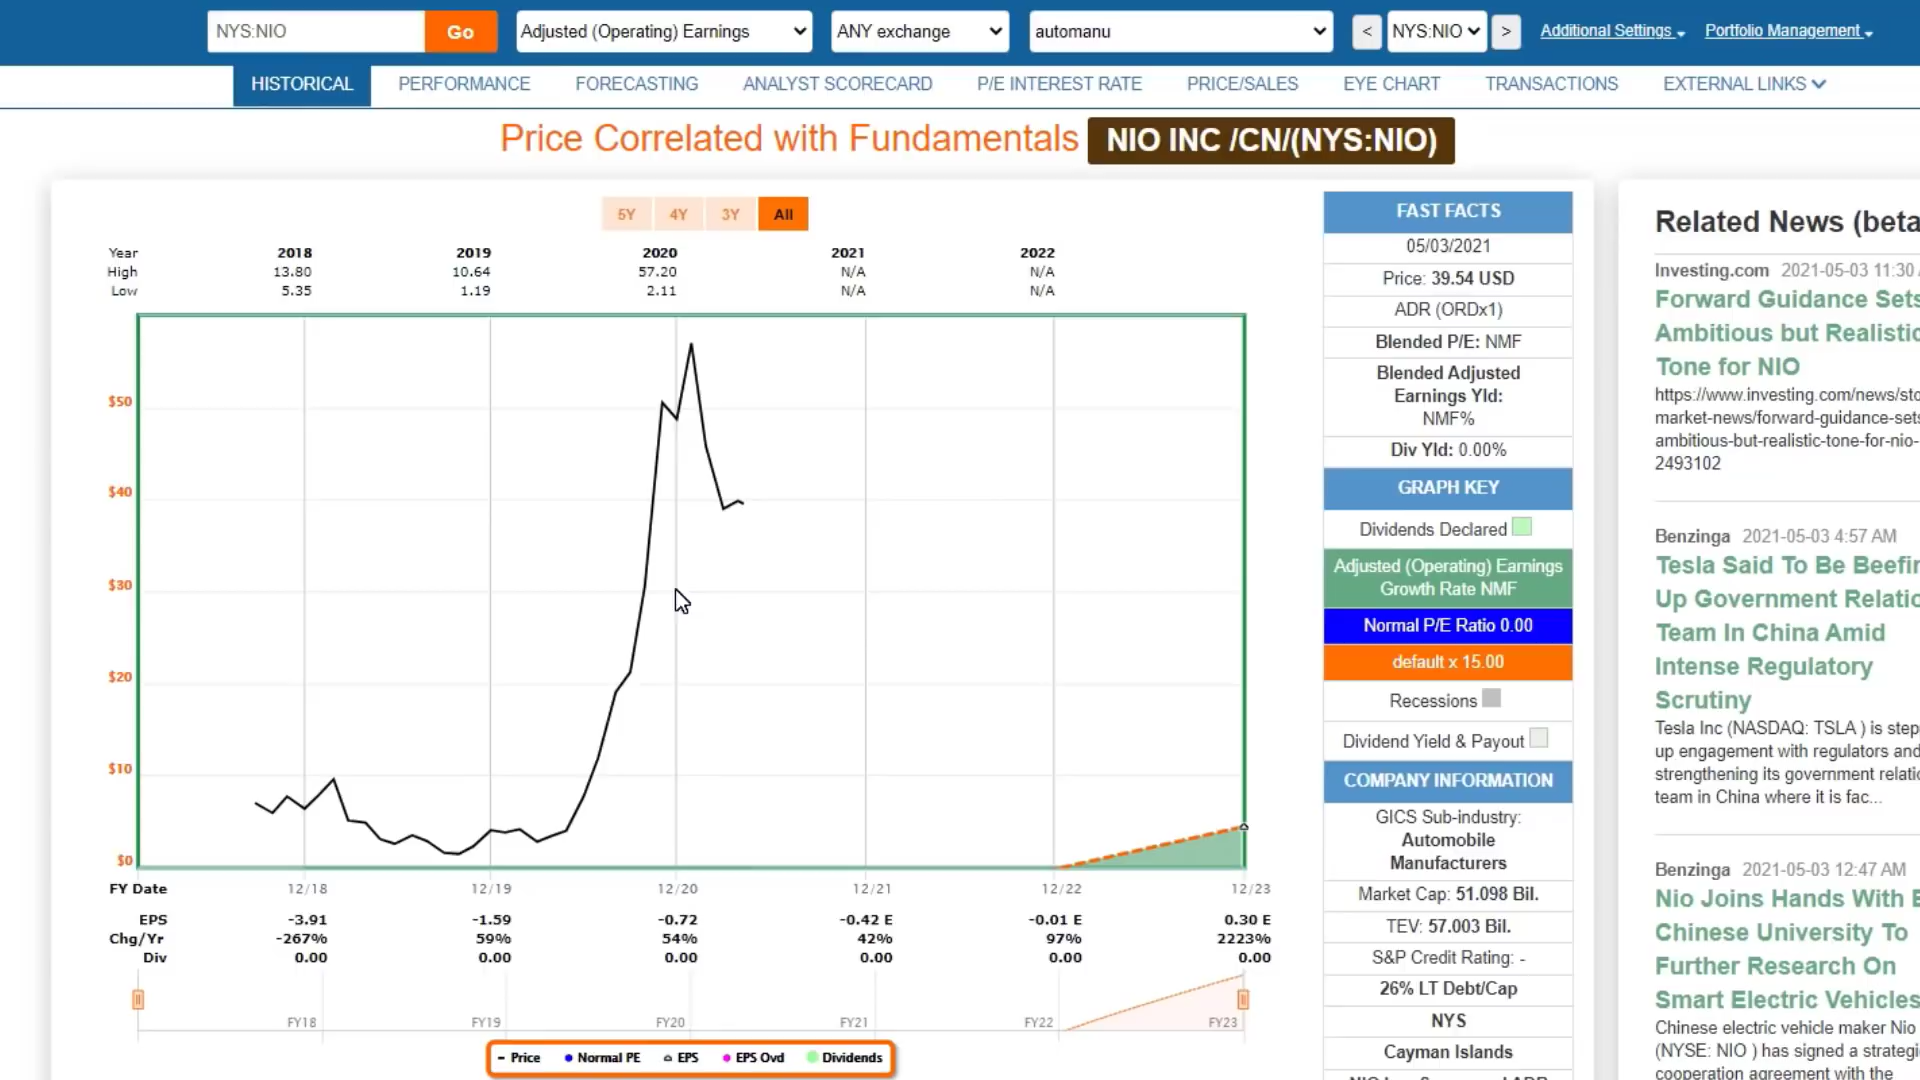 NYS:NIO
Go
Adjusted (Operating) Earnings
ANY exchange
automanu
<
NYS:NIO
>
Additional Settings
Portfolio Management
HISTORICAL
PERFORMANCE
FORECASTING
ANALYST SCORECARD
P/E INTEREST RATE
PRICE/SALES
EYE CHART
TRANSACTIONS
EXTERNAL LINKS
Price Correlated with Fundamentals
NIO INC /CN/(NYS:NIO)
5Y
4Y
3Y
All
Year 2018 2019 2020 2021 2022
High 13.80 10.64 57.20 N/A N/A
Low 5.35 1.19 2.11 N/A N/A
$50
$40
$30
$20
$10
$0
FY Date 12/18 12/19 12/20 12/21 12/22 12/23
EPS -3.91 -1.59 -0.72 -0.42 E -0.01 E 0.30 E
Chg/Yr -267% 59% 54% 42% 97% 2223%
Div 0.00 0.00 0.00 0.00 0.00 0.00
FY18 FY19 FY20 FY21 FY22 FY23
Price Normal PE EPS EPS Ovd Dividends
FAST FACTS
05/03/2021
Price: 39.54 USD
ADR (ORDx1)
Blended P/E: NMF
Blended Adjusted
Earnings Yld:
NMF%
Div Yld: 0.00%
GRAPH KEY
Dividends Declared
Adjusted (Operating) Earnings
Growth Rate NMF
Normal P/E Ratio 0.00
default x 15.00
Recessions
Dividend Yield & Payout
COMPANY INFORMATION
GICS Sub-industry:
Automobile
Manufacturers
Market Cap: 51.098 Bil.
TEV: 57.003 Bil.
S&P Credit Rating: -
26% LT Debt/Cap
NYS
Cayman Islands
Related News (beta
Investing.com 2021-05-03 11:30
Forward Guidance Sets
Ambitious but Realistic
Tone for NIO
https://www.investing.com/news/sto
market-news/forward-guidance-sets
ambitious-but-realistic-tone-for-nio-
2493102
Benzinga 2021-05-03 4:57 AM
Tesla Said To Be Beefin
Up Government Relatio
Team In China Amid
Intense Regulatory
Scrutiny
Tesla Inc (NASDAQ: TSLA ) is step
up engagement with regulators and
strengthening its government relati
team in China where it is fac...
Benzinga 2021-05-03 12:47 AM
Nio Joins Hands With E
Chinese University To
Further Research On
Smart Electric Vehicles
Chinese electric vehicle maker Nio
(NYSE: NIO ) has signed a strategi
cooperation agreement with the